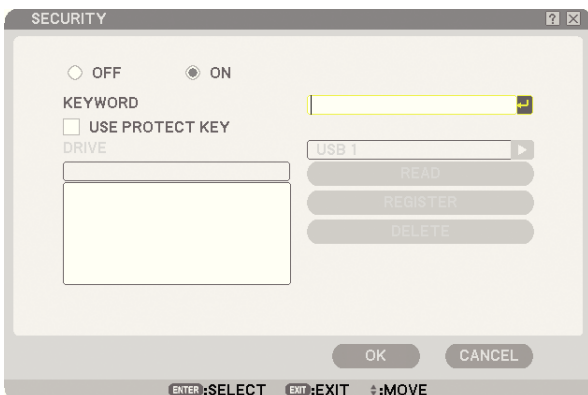 SECURITY
OFF ON
KEYWORD
USE PROTECT KEY
DRIVE USB 1
READ
REGISTER
DELETE
OK CANCEL
ENTER:SELECT EXIT:EXIT :MOVE